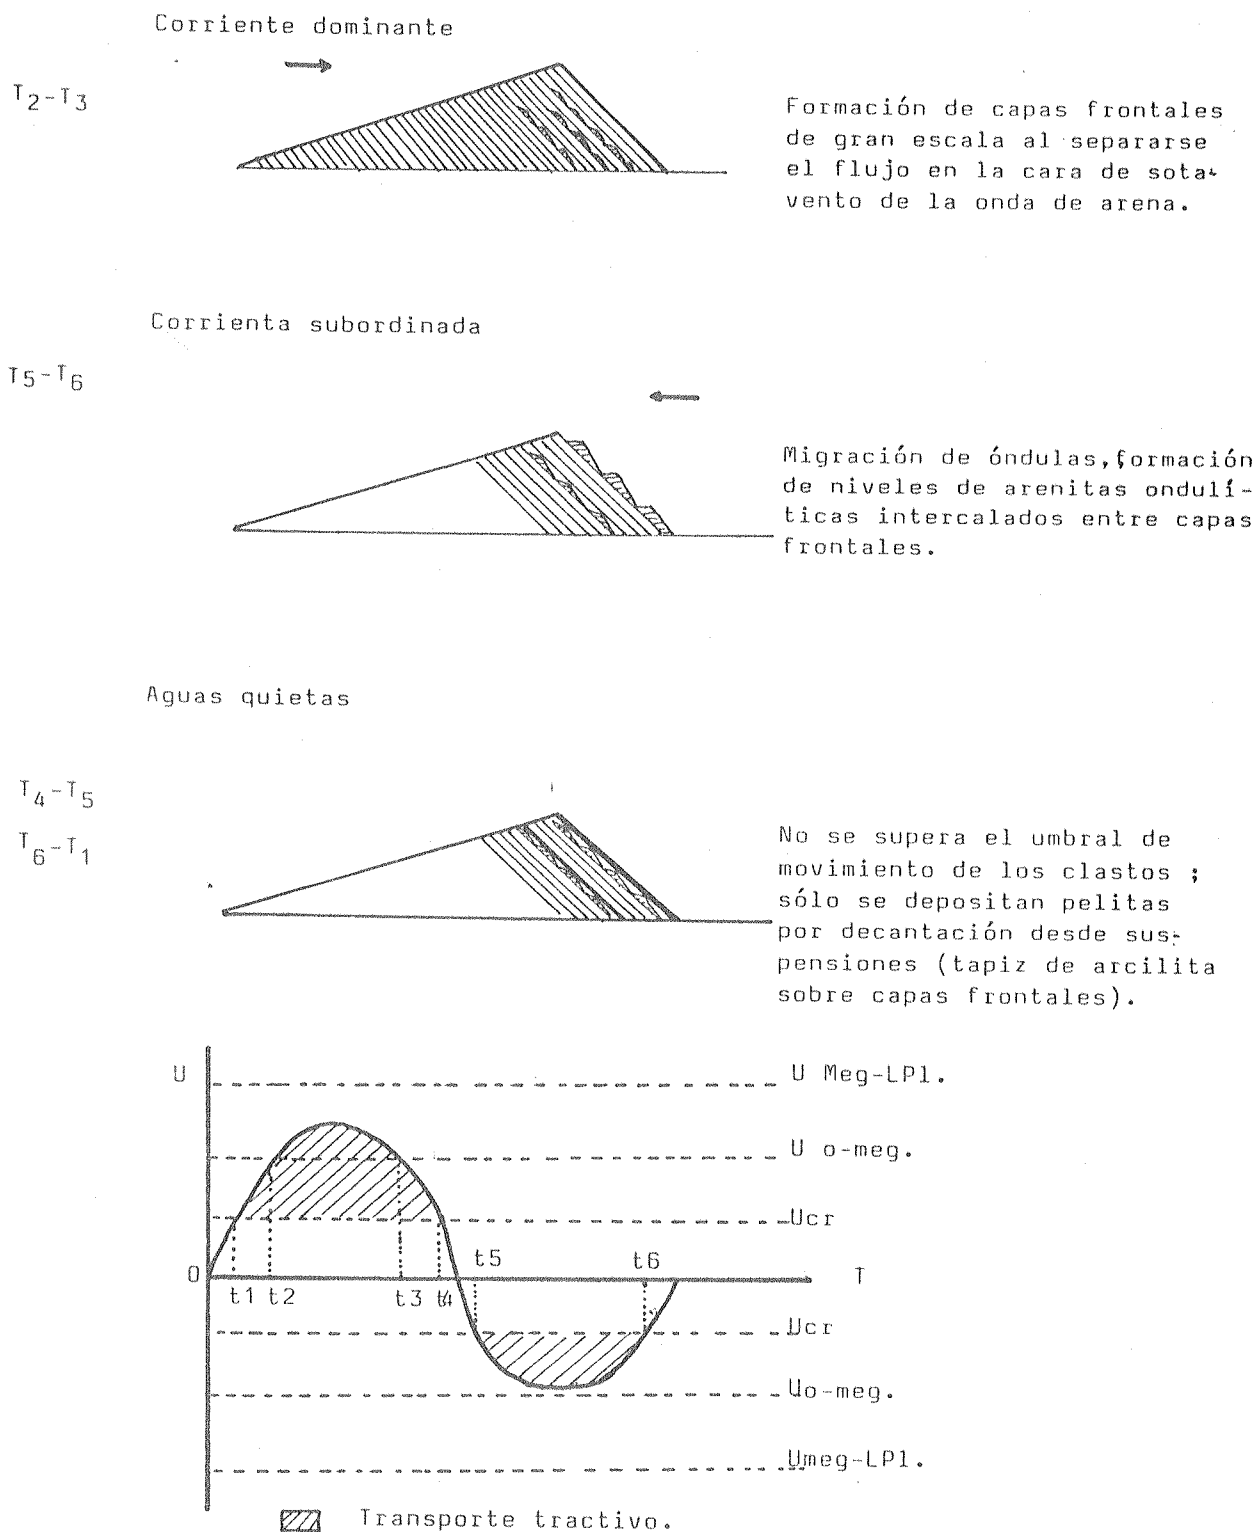 Corriente dominante
T2-T3
Formación de capas frontales
de gran escala al separarse
el flujo en la cara de sota-
vento de la onda de arena.
Corrienta subordinada
T5-T6
Migración de óndulas, formación
de niveles de arenitas ondulí-
ticas intercalados entre capas
frontales.
Aguas quietas
T4-T5
T6-T1
No se supera el umbral de
movimiento de los clastos ;
sólo se depositan pelitas
por decantación desde sus-
pensiones (tapiz de arcilita
sobre capas frontales).
U
U Meg-LPl.
U o-meg.
Ucr
t5
t6
0
T
t1
t2
t3
t4
Ucr
Uo-meg.
Umeg-LPl.
Transporte tractivo.